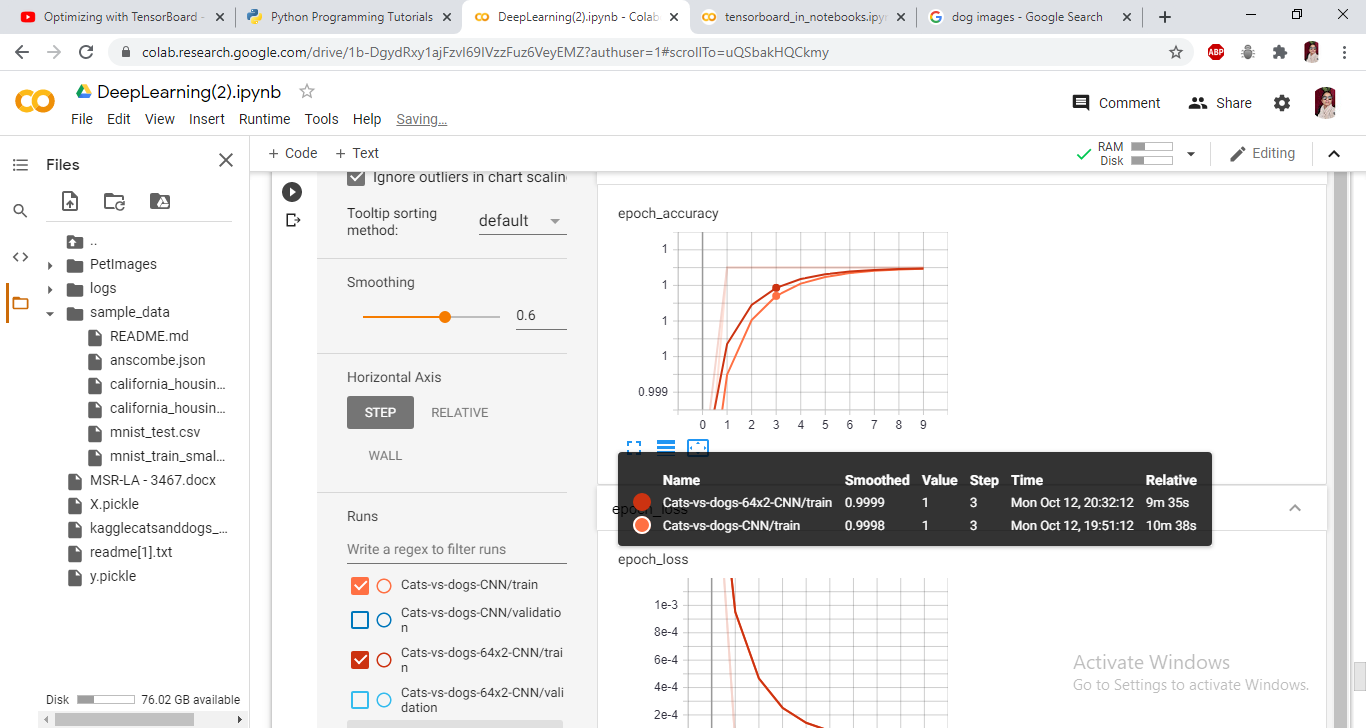 Optimizing with TensorBoard -
Python Programming Tutorials
DeepLearning(2).ipynb - Colab
tensorboard_in_notebooks.ipy
dog images - Google Search
colab.research.google.com/drive/1b-DgydRxy1ajFzvI69IVzzFuz6VeyEMZ?authuser=1#scrollTo=uQSbakHQCkmy
ABP
DeepLearning(2).ipynb
Comment
Share
File Edit View Insert Runtime Tools Help Saving...
Files
+ Code + Text
RAM
Disk
Editing
..
PetImages
logs
sample_data
README.md
anscombe.json
california_housin...
california_housin...
mnist_test.csv
mnist_train_smal...
MSR-LA - 3467.docx
X.pickle
kagglecatsanddogs_...
readme[1].txt
y.pickle
Disk 76.02 GB available
Ignore outliers in chart scalin
Tooltip sorting
method:
default
Smoothing
0.6
Horizontal Axis
STEP RELATIVE
WALL
Runs
Write a regex to filter runs
Cats-vs-dogs-CNN/train
Cats-vs-dogs-CNN/validatio
n
Cats-vs-dogs-64x2-CNN/trai
n
Cats-vs-dogs-64x2-CNN/vali
dation
epoch_accuracy
1
1
1
1
0.999
0 1 2 3 4 5 6 7 8 9
Name Smoothed Value Step Time Relative
Cats-vs-dogs-64x2-CNN/train 0.9999 1 3 Mon Oct 12, 20:32:12 9m 35s
epoch_loss
Cats-vs-dogs-CNN/train 0.9998 1 3 Mon Oct 12, 19:51:12 10m 38s
epoch_loss
1e-3
8e-4
6e-4
4e-4
2e-4
Activate Windows
Go to Settings to activate Windows.